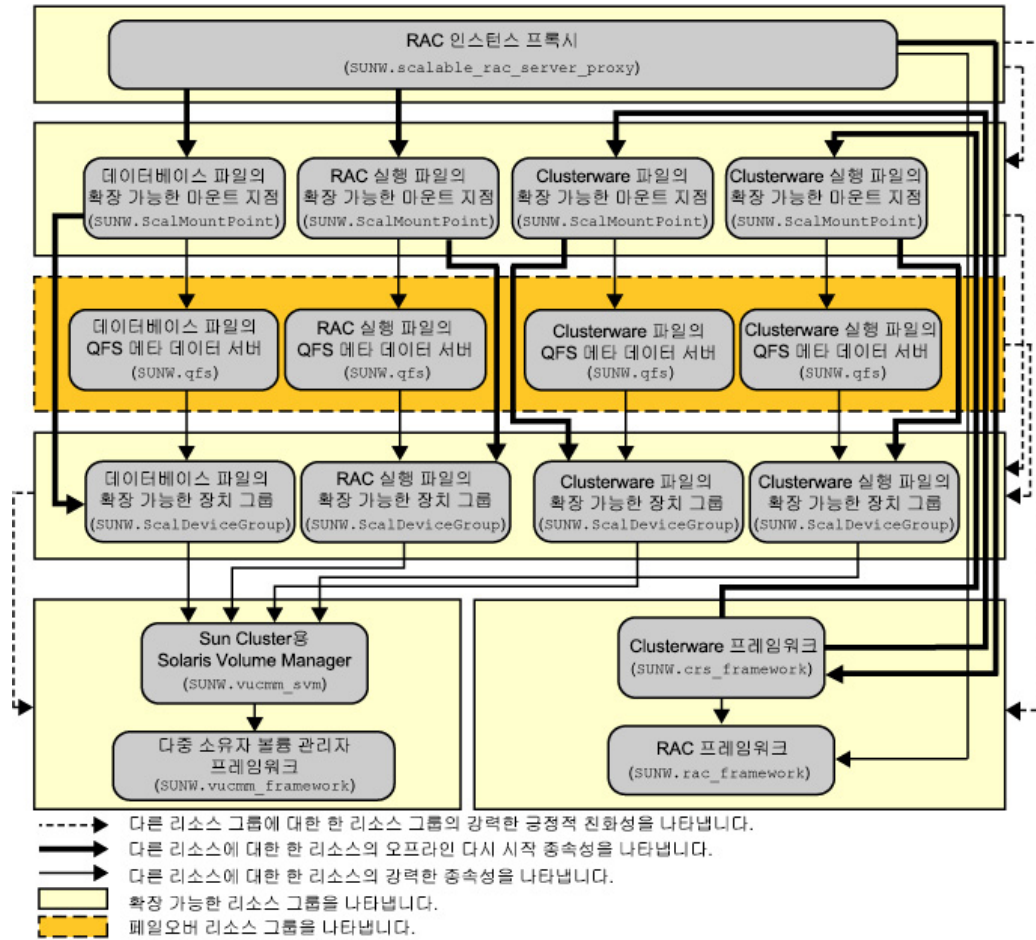 RAC 인스턴스 프록시
(SUNW.scalable_rac_server_proxy)
데이터베이스 파일의
확장 가능한 마운트 지점
(SUNW.ScalMountPoint)
RAC 실행 파일의
확장 가능한 마운트 지점
(SUNW.ScalMountPoint)
Clusterware 파일의
확장 가능한 마운트 지점
(SUNW.ScalMountPoint)
Clusterware 실행 파일의
확장 가능한 마운트 지점
(SUNW.ScalMountPoint)
데이터베이스 파일의
QFS 메타 데이터 서버
(SUNW.qfs)
RAC 실행 파일의
QFS 메타 데이터 서버
(SUNW.qfs)
Clusterware 파일의
QFS 메타 데이터 서버
(SUNW.qfs)
Clusterware 실행 파일의
QFS 메타 데이터 서버
(SUNW.qfs)
데이터베이스 파일의
확장 가능한 장치 그룹
(SUNW.ScalDeviceGroup)
RAC 실행 파일의
확장 가능한 장치 그룹
(SUNW.ScalDeviceGroup)
Clusterware 파일의
확장 가능한 장치 그룹
(SUNW.ScalDeviceGroup)
Clusterware 실행 파일의
확장 가능한 장치 그룹
(SUNW.ScalDeviceGroup)
Sun Cluster용
Solaris Volume Manager
(SUNW.vucmm_svm)
다중 소유자 볼륨 관리자
프레임워크
(SUNW.vucmm_framework)
Clusterware 프레임워크
(SUNW.crs_framework)
RAC 프레임워크
(SUNW.rac_framework)
다른 리소스 그룹에 대한 한 리소스 그룹의 강력한 긍정적 친화성을 나타냅니다.
다른 리소스에 대한 한 리소스의 오프라인 다시 시작 종속성을 나타냅니다.
다른 리소스에 대한 한 리소스의 강력한 종속성을 나타냅니다.
확장 가능한 리소스 그룹을 나타냅니다.
페일오버 리소스 그룹을 나타냅니다.